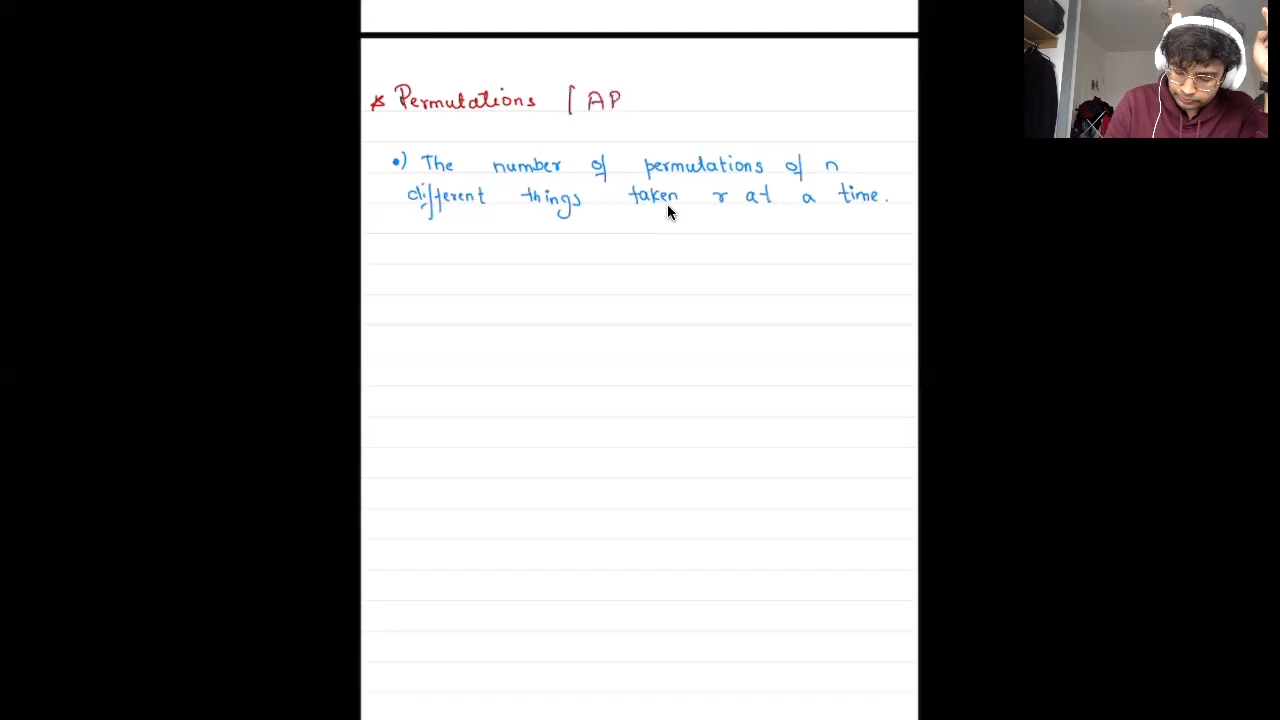 * Permutations [ AP
•) The number of permutations of n
different things taken r at a time.